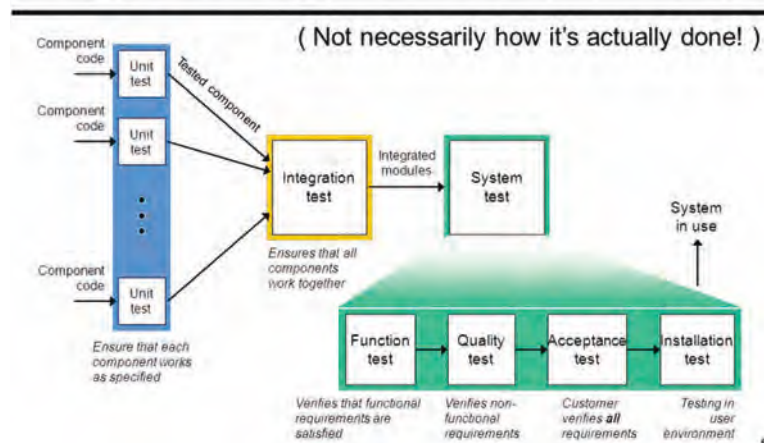 ( Not necessarily how it's actually done! )
Component
code
Unit
test
Component
code
Unit
test
Component
code
Unit
test
Ensure that each
component works
as specified
Tested component
Integration
test
Ensures that all
components
work together
Integrated
modules
System
test
System
in use
Function
test
Quality
test
Acceptance
test
Installation
test
Verifies that functional
requirements are
satisfied
Verifies non-
functional
requirements
Customer
verifies all
requirements
Testing in
user
environment